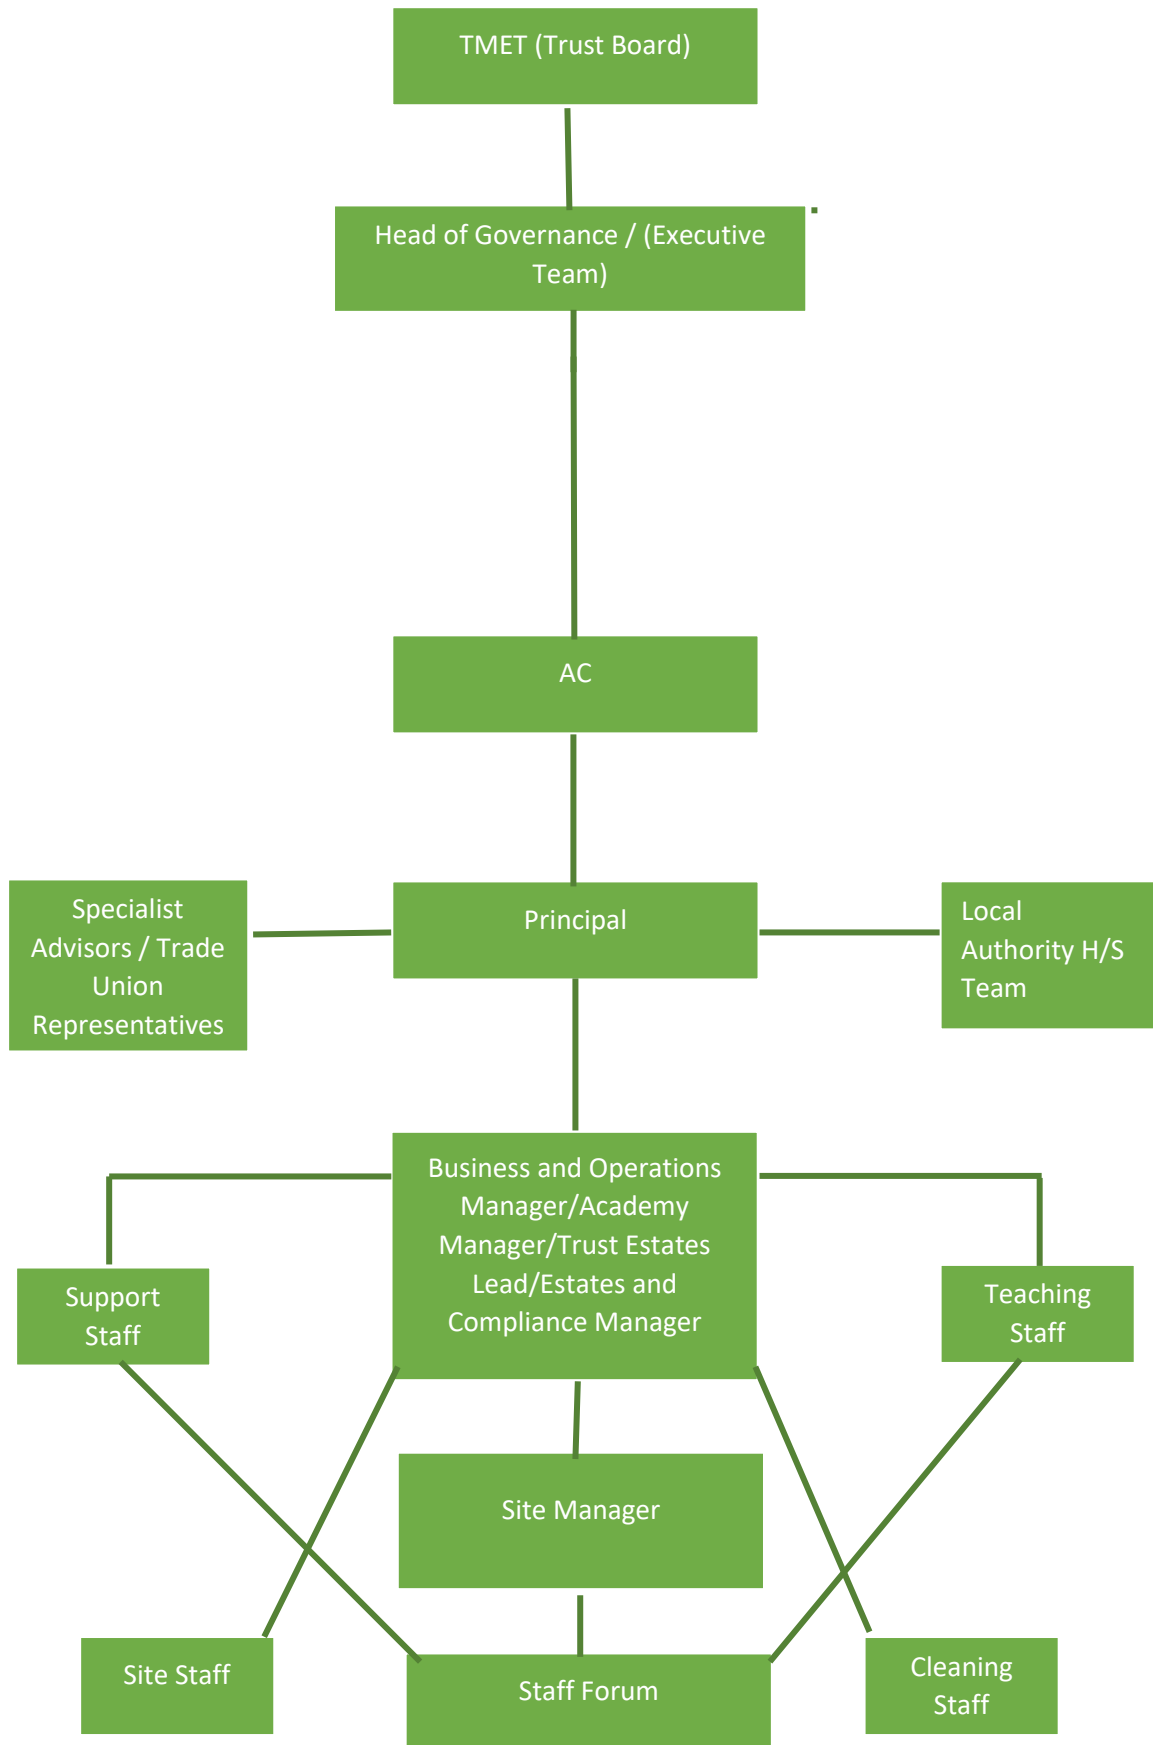 TMET (Trust Board)
Head of Governance / (Executive
Team)
AC
Specialist
Advisors / Trade
Union
Representatives
Principal
Local
Authority H/S
Team
Business and Operations
Manager/Academy
Manager/Trust Estates
Lead/Estates and
Compliance Manager
Support
Staff
Teaching
Staff
Site Manager
Site Staff
Staff Forum
Cleaning
Staff